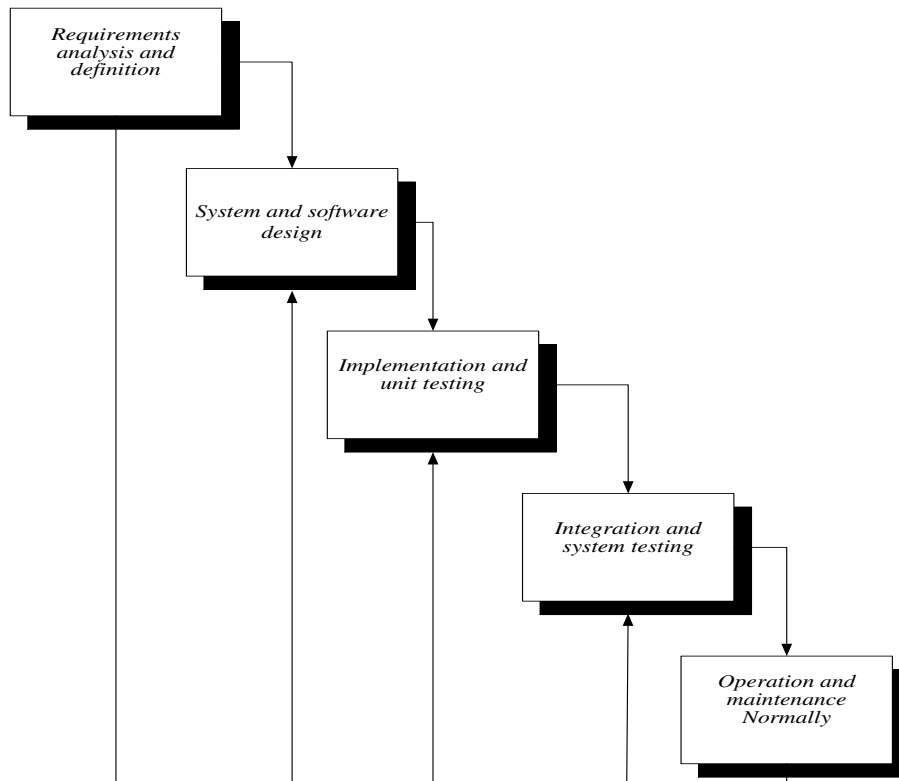 Requirements
analysis and
definition
System and software
design
Implementation and
unit testing
Integration and
system testing
Operation and
maintenance
Normally